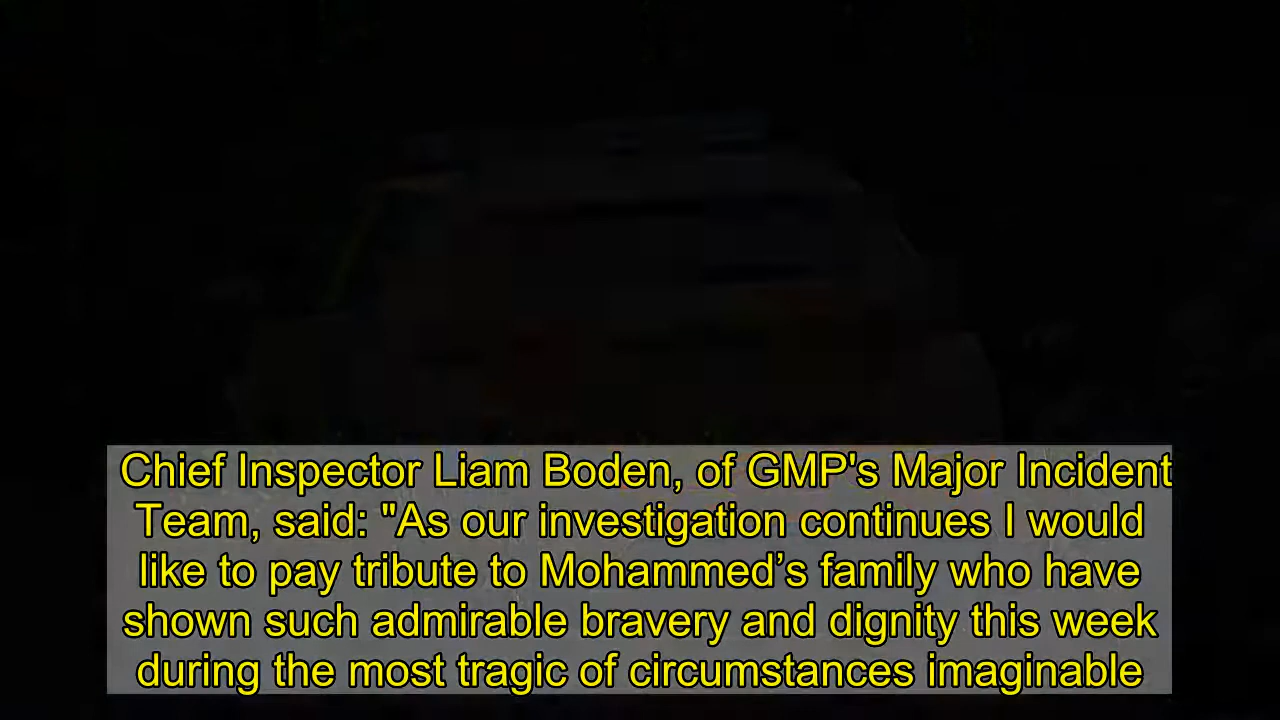 Chief Inspector Liam Boden, of GMP's Major Incident
Team, said: "As our investigation continues I would
like to pay tribute to Mohammed’s family who have
shown such admirable bravery and dignity this week
during the most tragic of circumstances imaginable